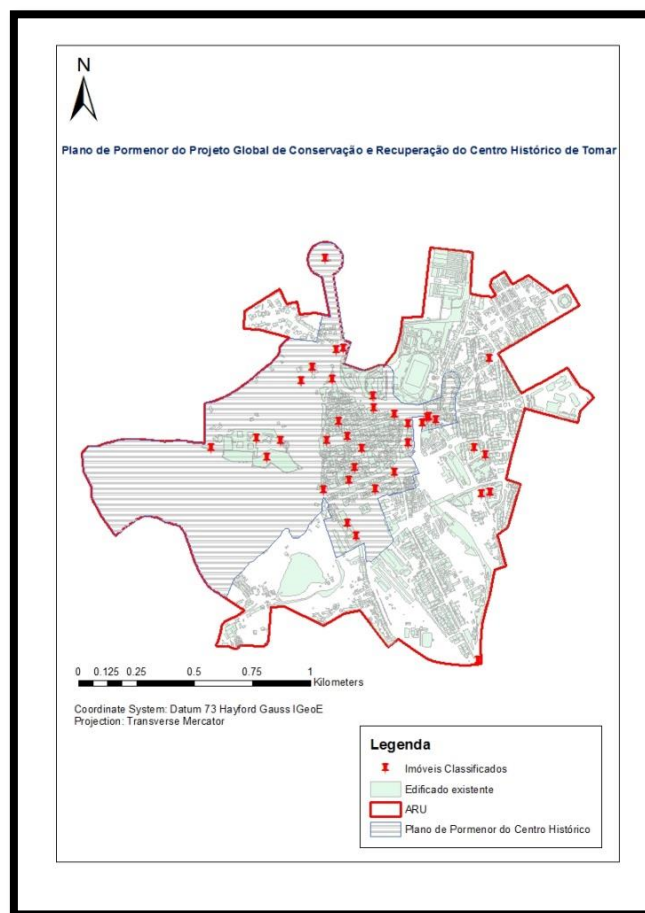 N
Plano de Pormenor do Projeto Global de Conservação e Recuperação do Centro Histórico de Tomar
0 0.125 0.25 0.5 0.75 1
Kilometers
Coordinate System: Datum 73 Hayford Gauss IGeoE
Projection: Transverse Mercator
Legenda
Imóveis Classificados
Edificado existente
ARU
Plano de Pormenor do Centro Histórico